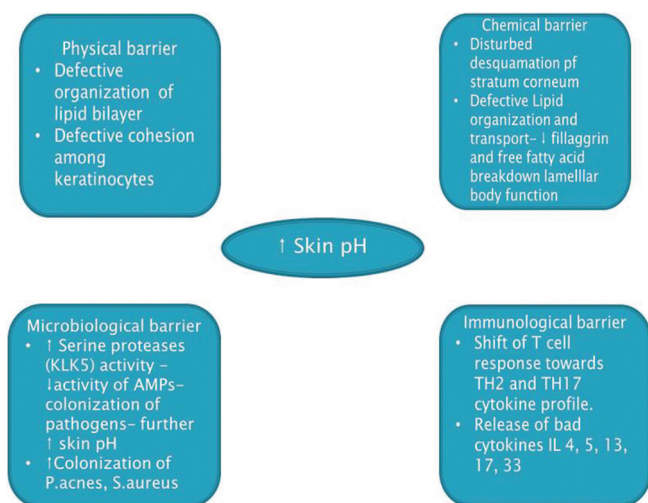 Physical barrier
• Defective
organization of
lipid bilayer
• Defective cohesion
among
keratinocytes
Chemical barrier
• Disturbed
desquamation pf
stratum corneum
• Defective Lipid
organization and
transport- ↓ fillaggrin
and free fatty acid
breakdown lamelllar
body function
↑ Skin pH
Microbiological barrier
• ↑ Serine proteases
(KLK5) activity –
↓activity of AMPs-
colonization of
pathogens- further
↑ skin pH
• ↑Colonization of
P.acnes, S.aureus
Immunological barrier
• Shift of T cell
response towards
TH2 and TH17
cytokine profile.
• Release of bad
cytokines IL 4, 5, 13,
17, 33